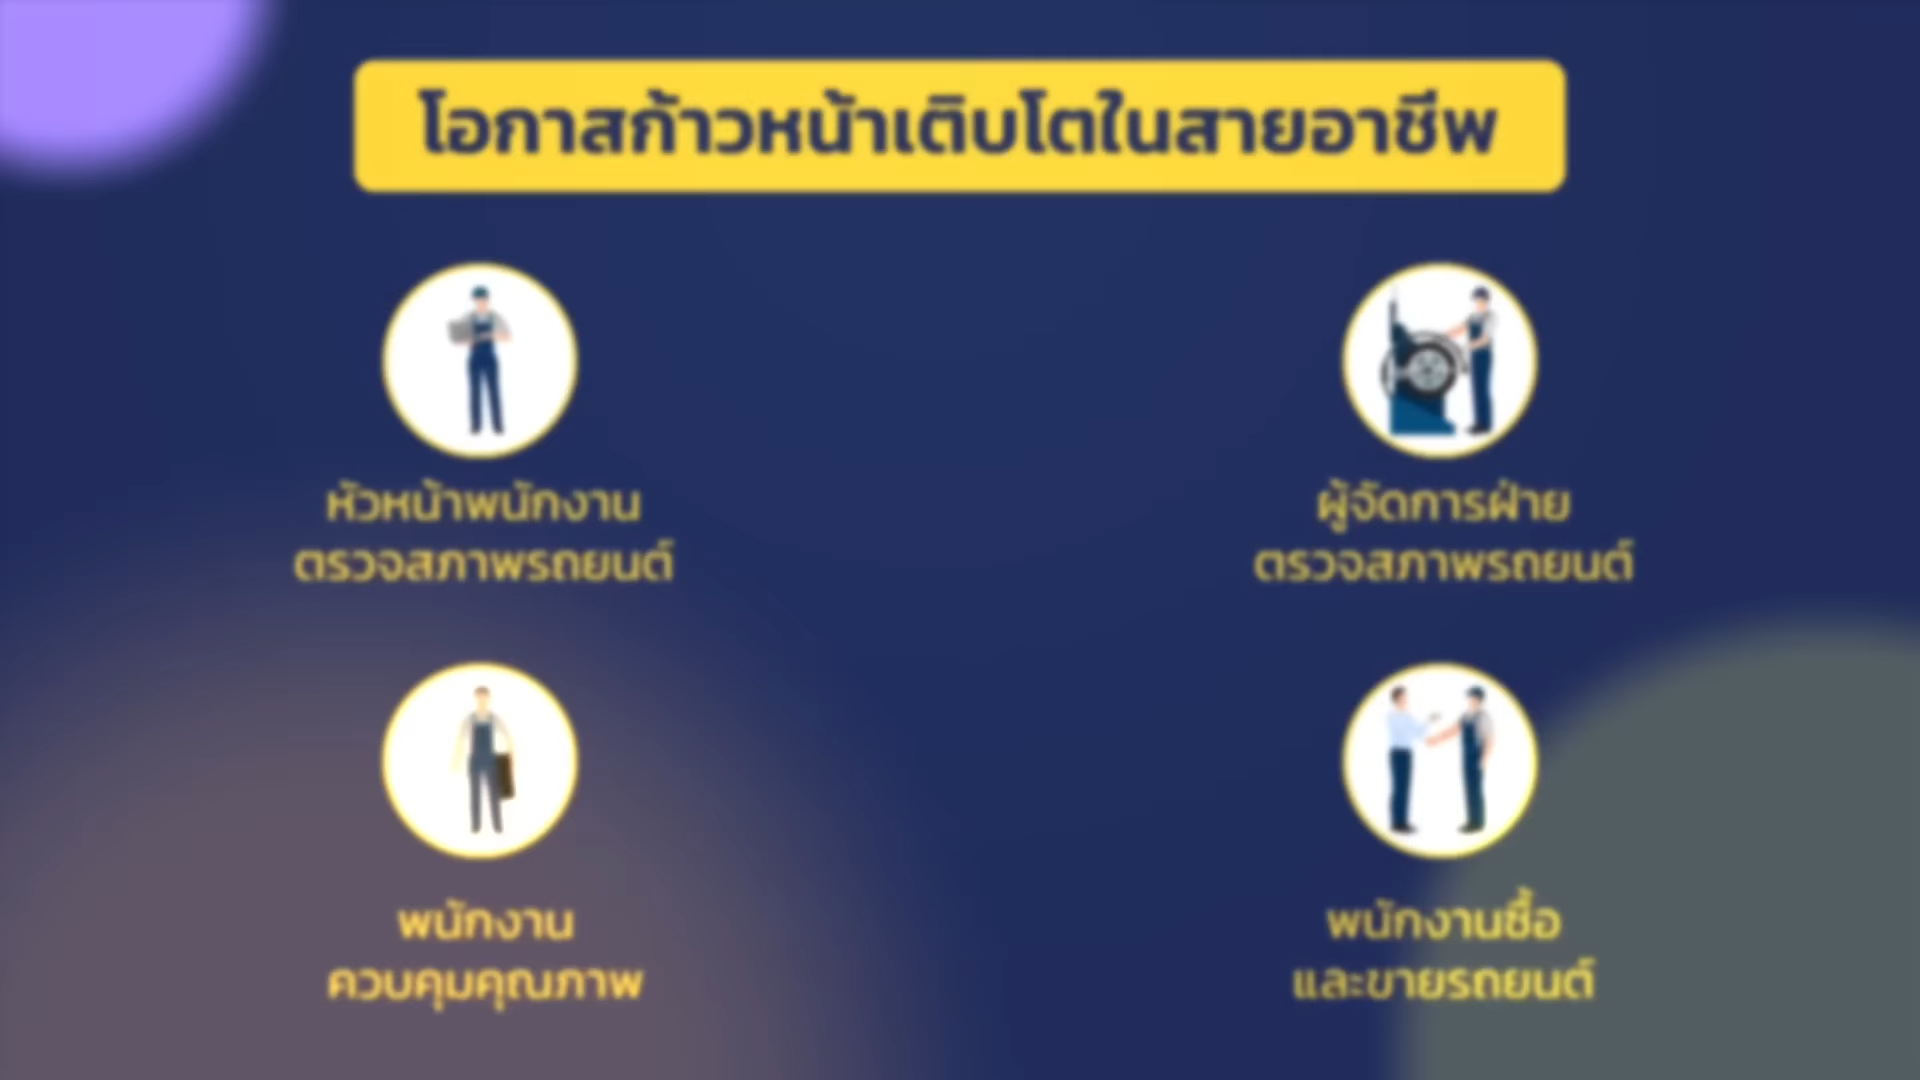 โอกาสก้าวหน้าเติบโตในสายอาชีพ
หัวหน้าพนักงาน
ตรวจสภาพรถยนต์
ผู้จัดการฝ่าย
ตรวจสภาพรถยนต์
พนักงาน
ควบคุมคุณภาพ
พนักงานซื้อ
และขายรถยนต์